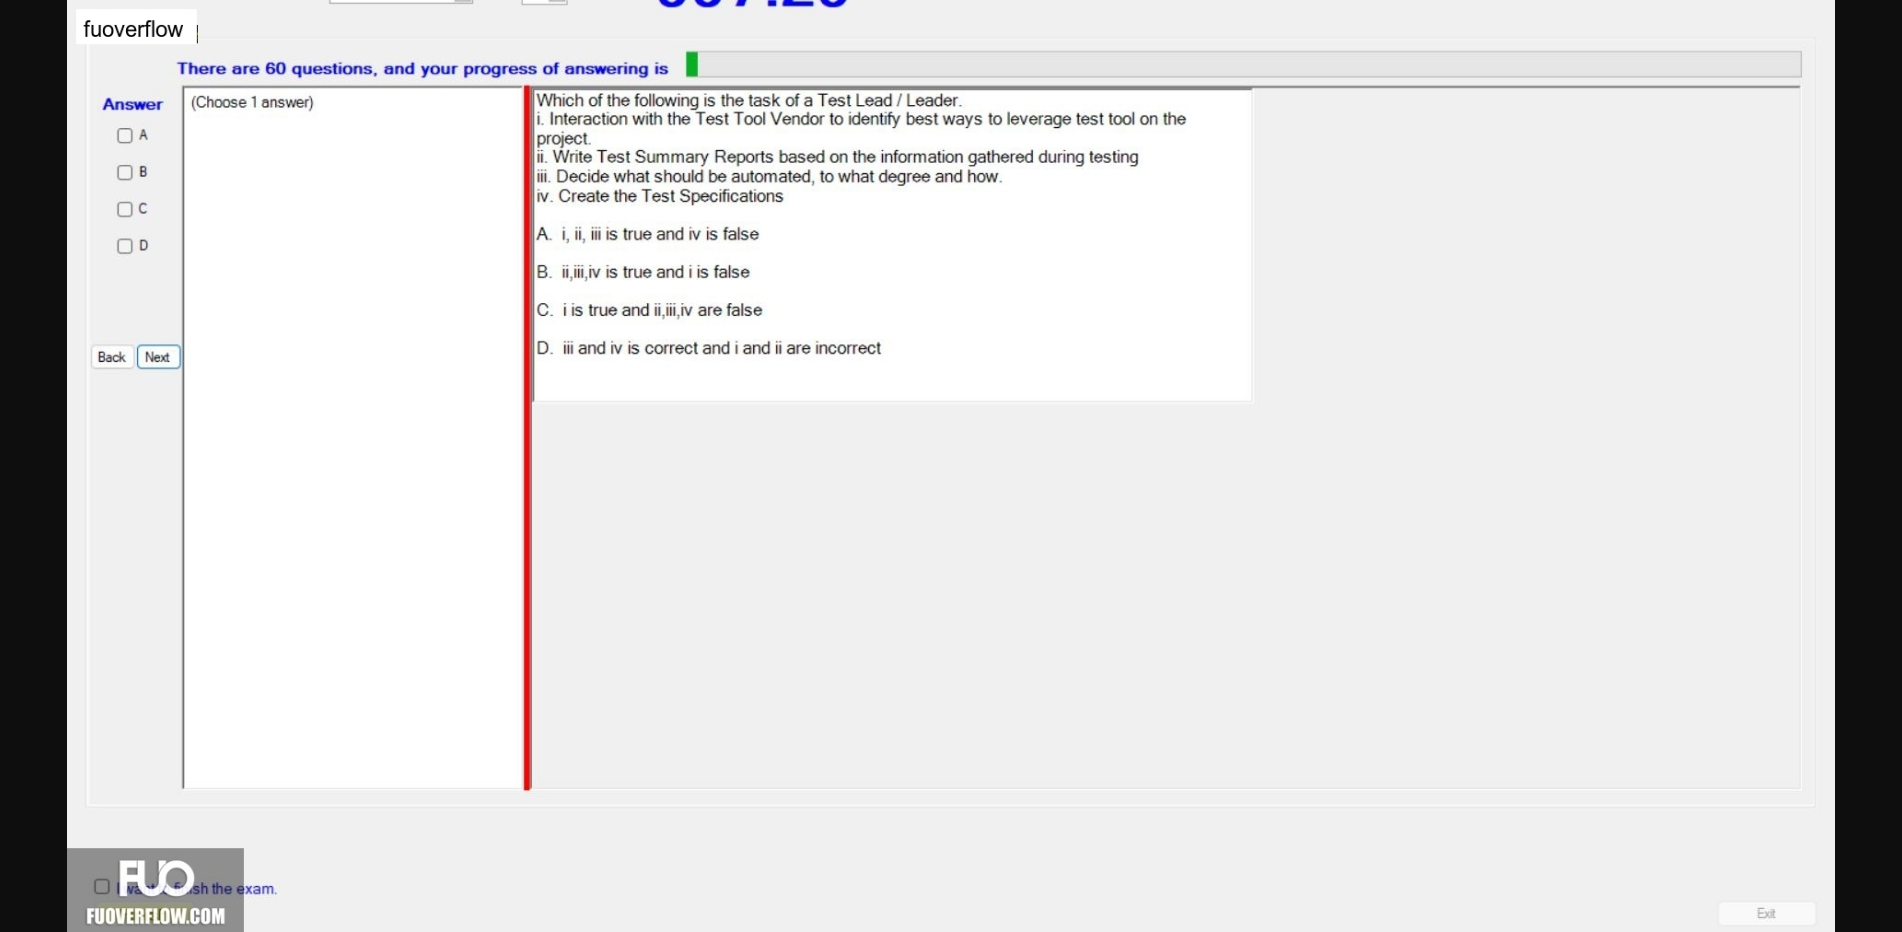 fuoverflow
There are 60 questions, and your progress of answering is
Answer
(Choose 1 answer)
A
B
C
D
Back
Next
Which of the following is the task of a Test Lead / Leader.
i. Interaction with the Test Tool Vendor to identify best ways to leverage test tool on the
project.
ii. Write Test Summary Reports based on the information gathered during testing
iii. Decide what should be automated, to what degree and how.
iv. Create the Test Specifications
A. i, ii, iii is true and iv is false
B. ii,iii,iv is true and i is false
C. i is true and ii,iii,iv are false
D. iii and iv is correct and i and ii are incorrect
FUO
the exam.
FUOVERFLOW.COM
Exit